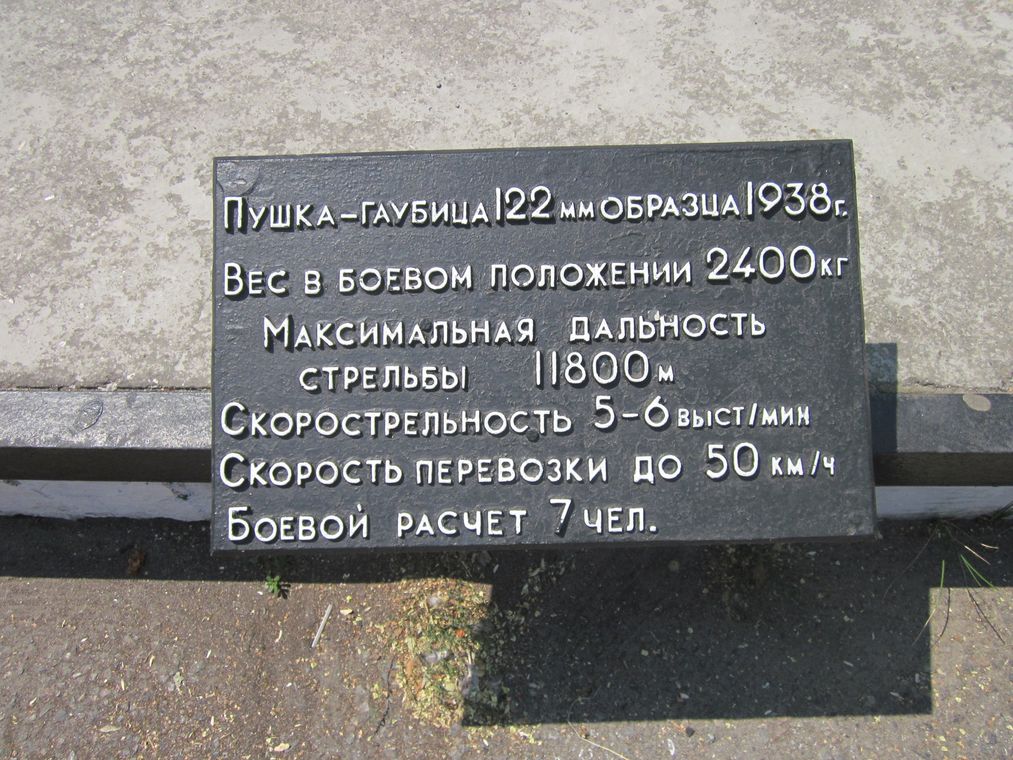 Пушка-гаубица 122 мм образца 1938 г.
Вес в боевом положении 2400 кг
Максимальная дальность
стрельбы 11800 м
Скорострельность 5-6 выст/мин
Скорость перевозки до 50 км/ч
Боевой расчет 7 чел.